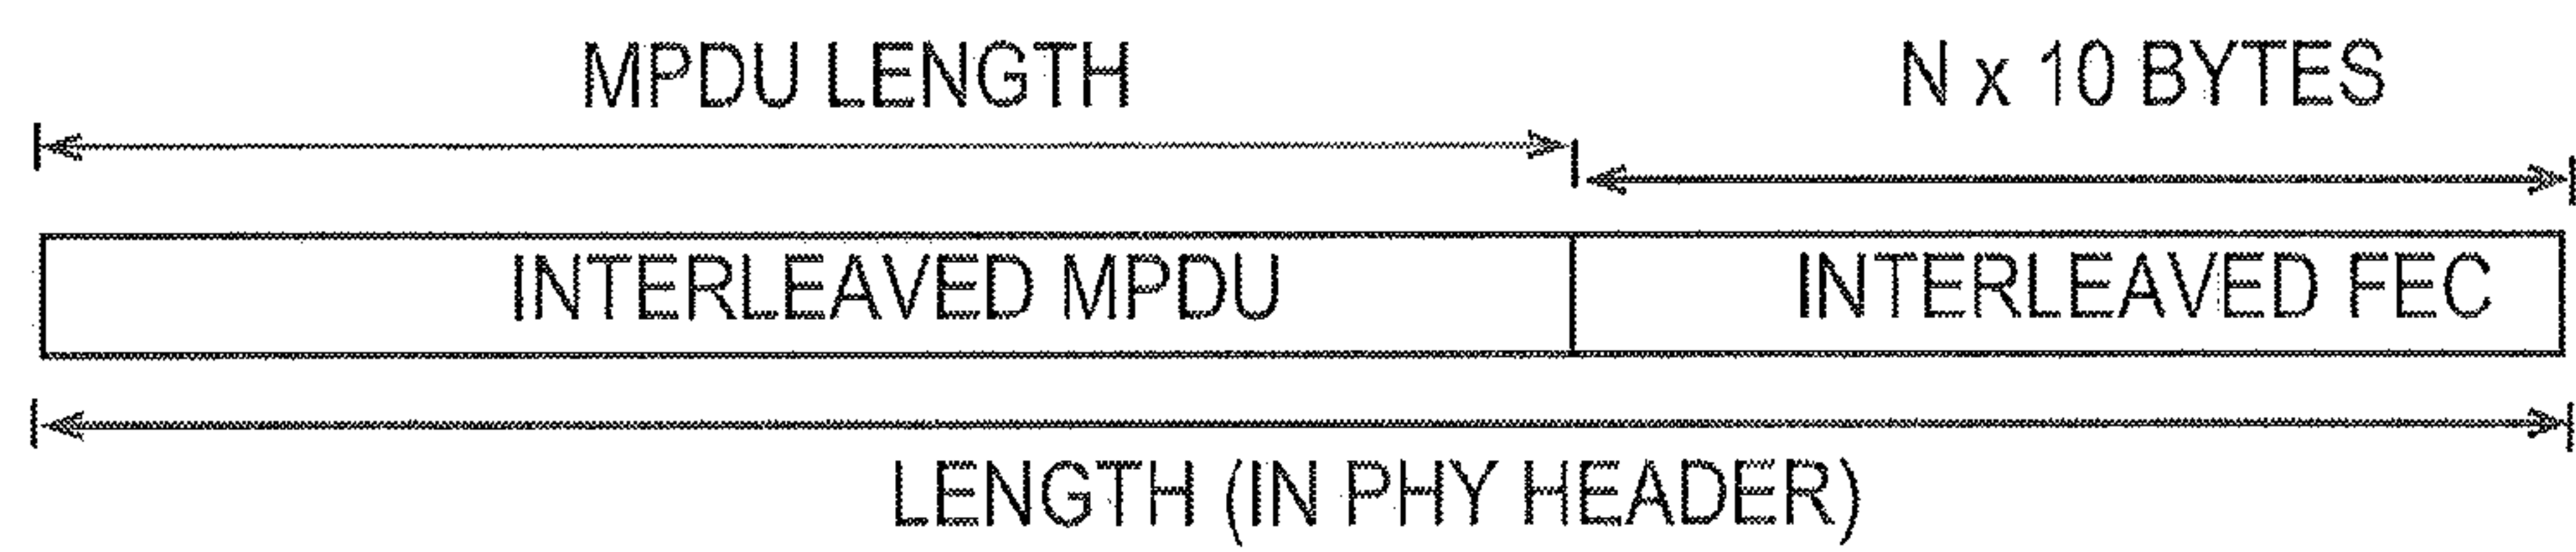 MPDU LENGTH
N x 10 BYTES
INTERLEAVED MPDU
INTERLEAVED FEC
LENGTH (IN PHY HEADER)